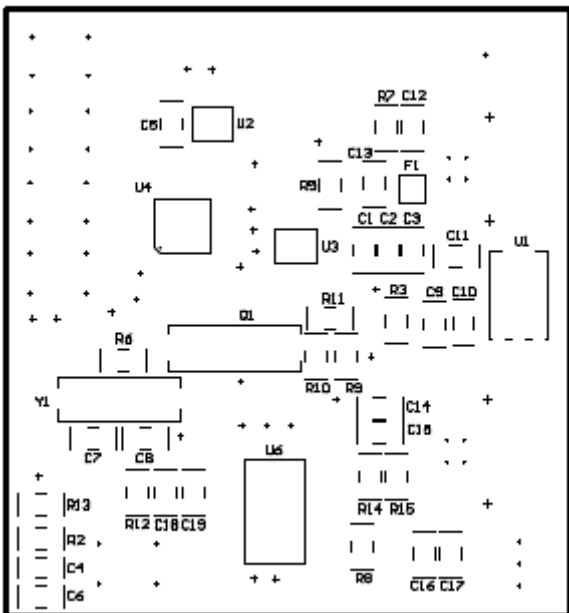 R7 C12
C5 U2
C13
F1
U4
R5
C1 C2 C3
U3
C11 U1
R11 R3 C9 C10
Q1
R6
R10 R9
Y1
C14
C15
C7 C8
U6
R13
R12 C18 C19
R14 R15
R2
C4
R8
C6
C16 C17